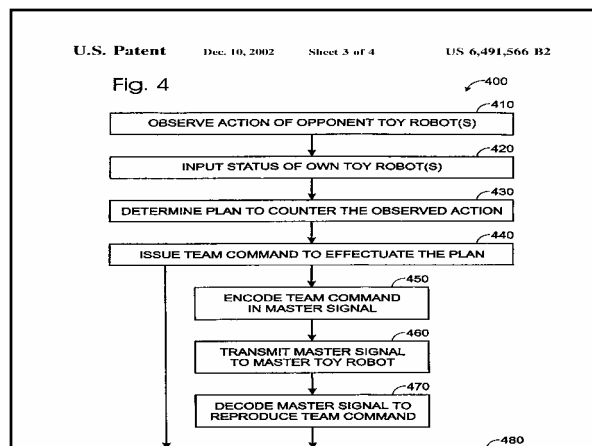 U.S. Patent Dec. 10, 2002 Sheet 3 of 4 US 6,491,566 B2
Fig. 4
400
410
OBSERVE ACTION OF OPPONENT TOY ROBOT(S)
420
INPUT STATUS OF OWN TOY ROBOT(S)
430
DETERMINE PLAN TO COUNTER THE OBSERVED ACTION
440
ISSUE TEAM COMMAND TO EFFECTUATE THE PLAN
450
ENCODE TEAM COMMAND
IN MASTER SIGNAL
460
TRANSMIT MASTER SIGNAL
TO MASTER TOY ROBOT
470
DECODE MASTER SIGNAL TO
REPRODUCE TEAM COMMAND
480